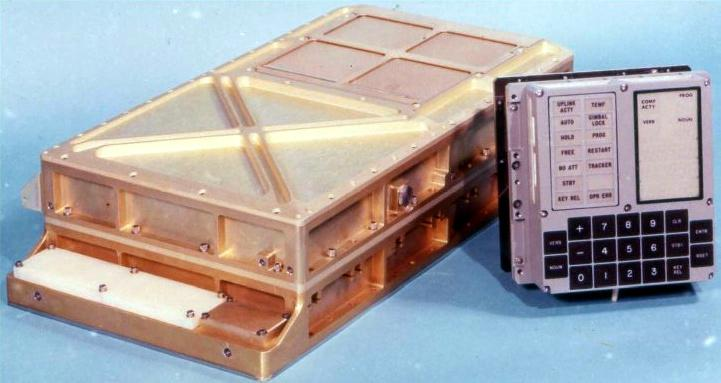 UPLINK ACTY
TEMP
AUTO
GIMBAL LOCK
HOLD
PROG
FREE
RESTART
NO ATT
TRACKER
STBY
KEY REL
OPR ERR
COMP ACTY
PROG
VERB
NOUN
VERB
+
7
8
9
CLR
ENTR
-
4
5
6
STBY
RSET
NOUN
0
1
2
3
KEY REL